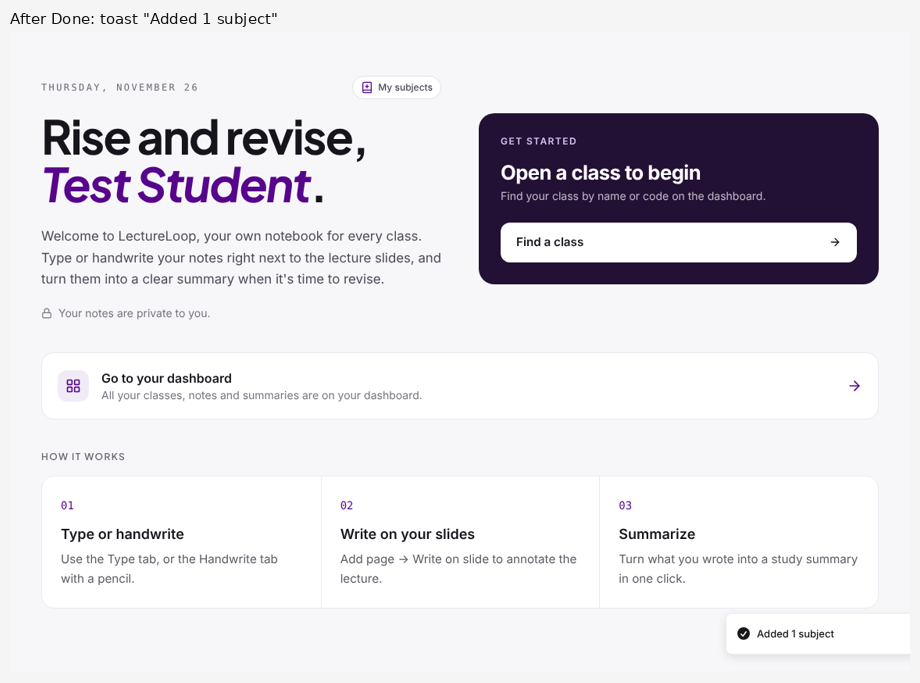 After Done: toast "Added 1 subject"
THURSDAY, NOVEMBER 26
My subjects
Rise and revise,
Test Student.
Welcome to LectureLoop, your own notebook for every class.
Type or handwrite your notes right next to the lecture slides, and
turn them into a clear summary when it's time to revise.
Your notes are private to you.
GET STARTED
Open a class to begin
Find your class by name or code on the dashboard.
Find a class →
Go to your dashboard
All your classes, notes and summaries are on your dashboard.
→
HOW IT WORKS
01
Type or handwrite
Use the Type tab, or the Handwrite tab
with a pencil.
02
Write on your slides
Add page → Write on slide to annotate the
lecture.
03
Summarize
Turn what you wrote into a study summary
in one click.
Added 1 subject